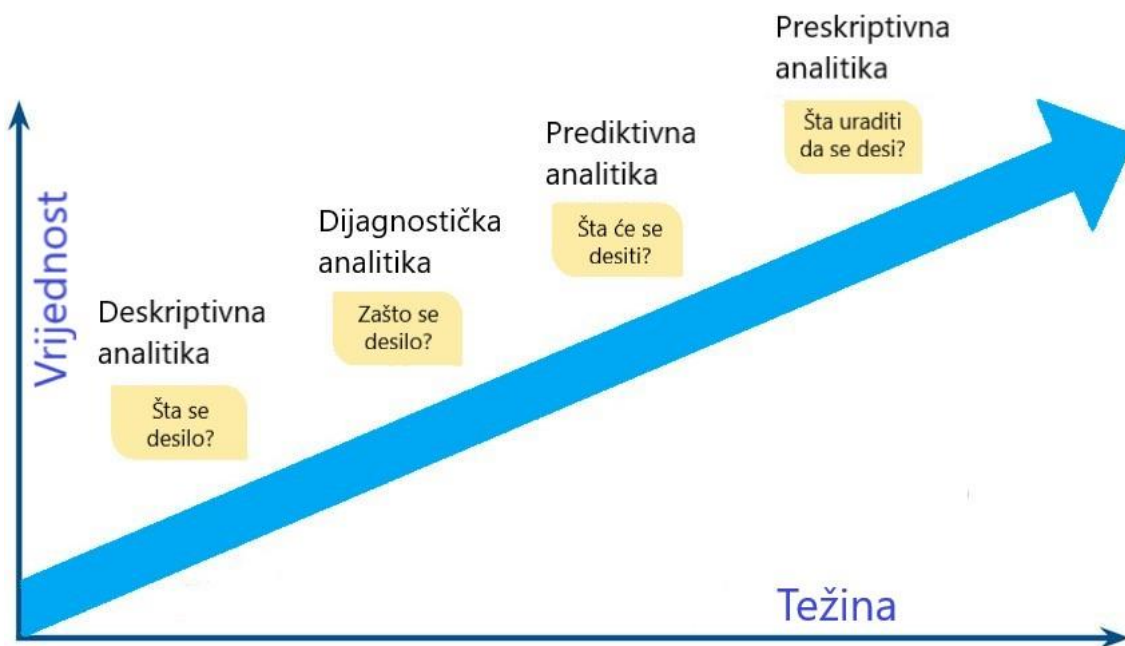 Preskriptivna
analitika
Šta uraditi
da se desi?
Prediktivna
analitika
Šta će se
desiti?
Dijagnostička
analitika
Zašto se
desilo?
Deskriptivna
analitika
Šta se
desilo?
Vrijednost
Težina